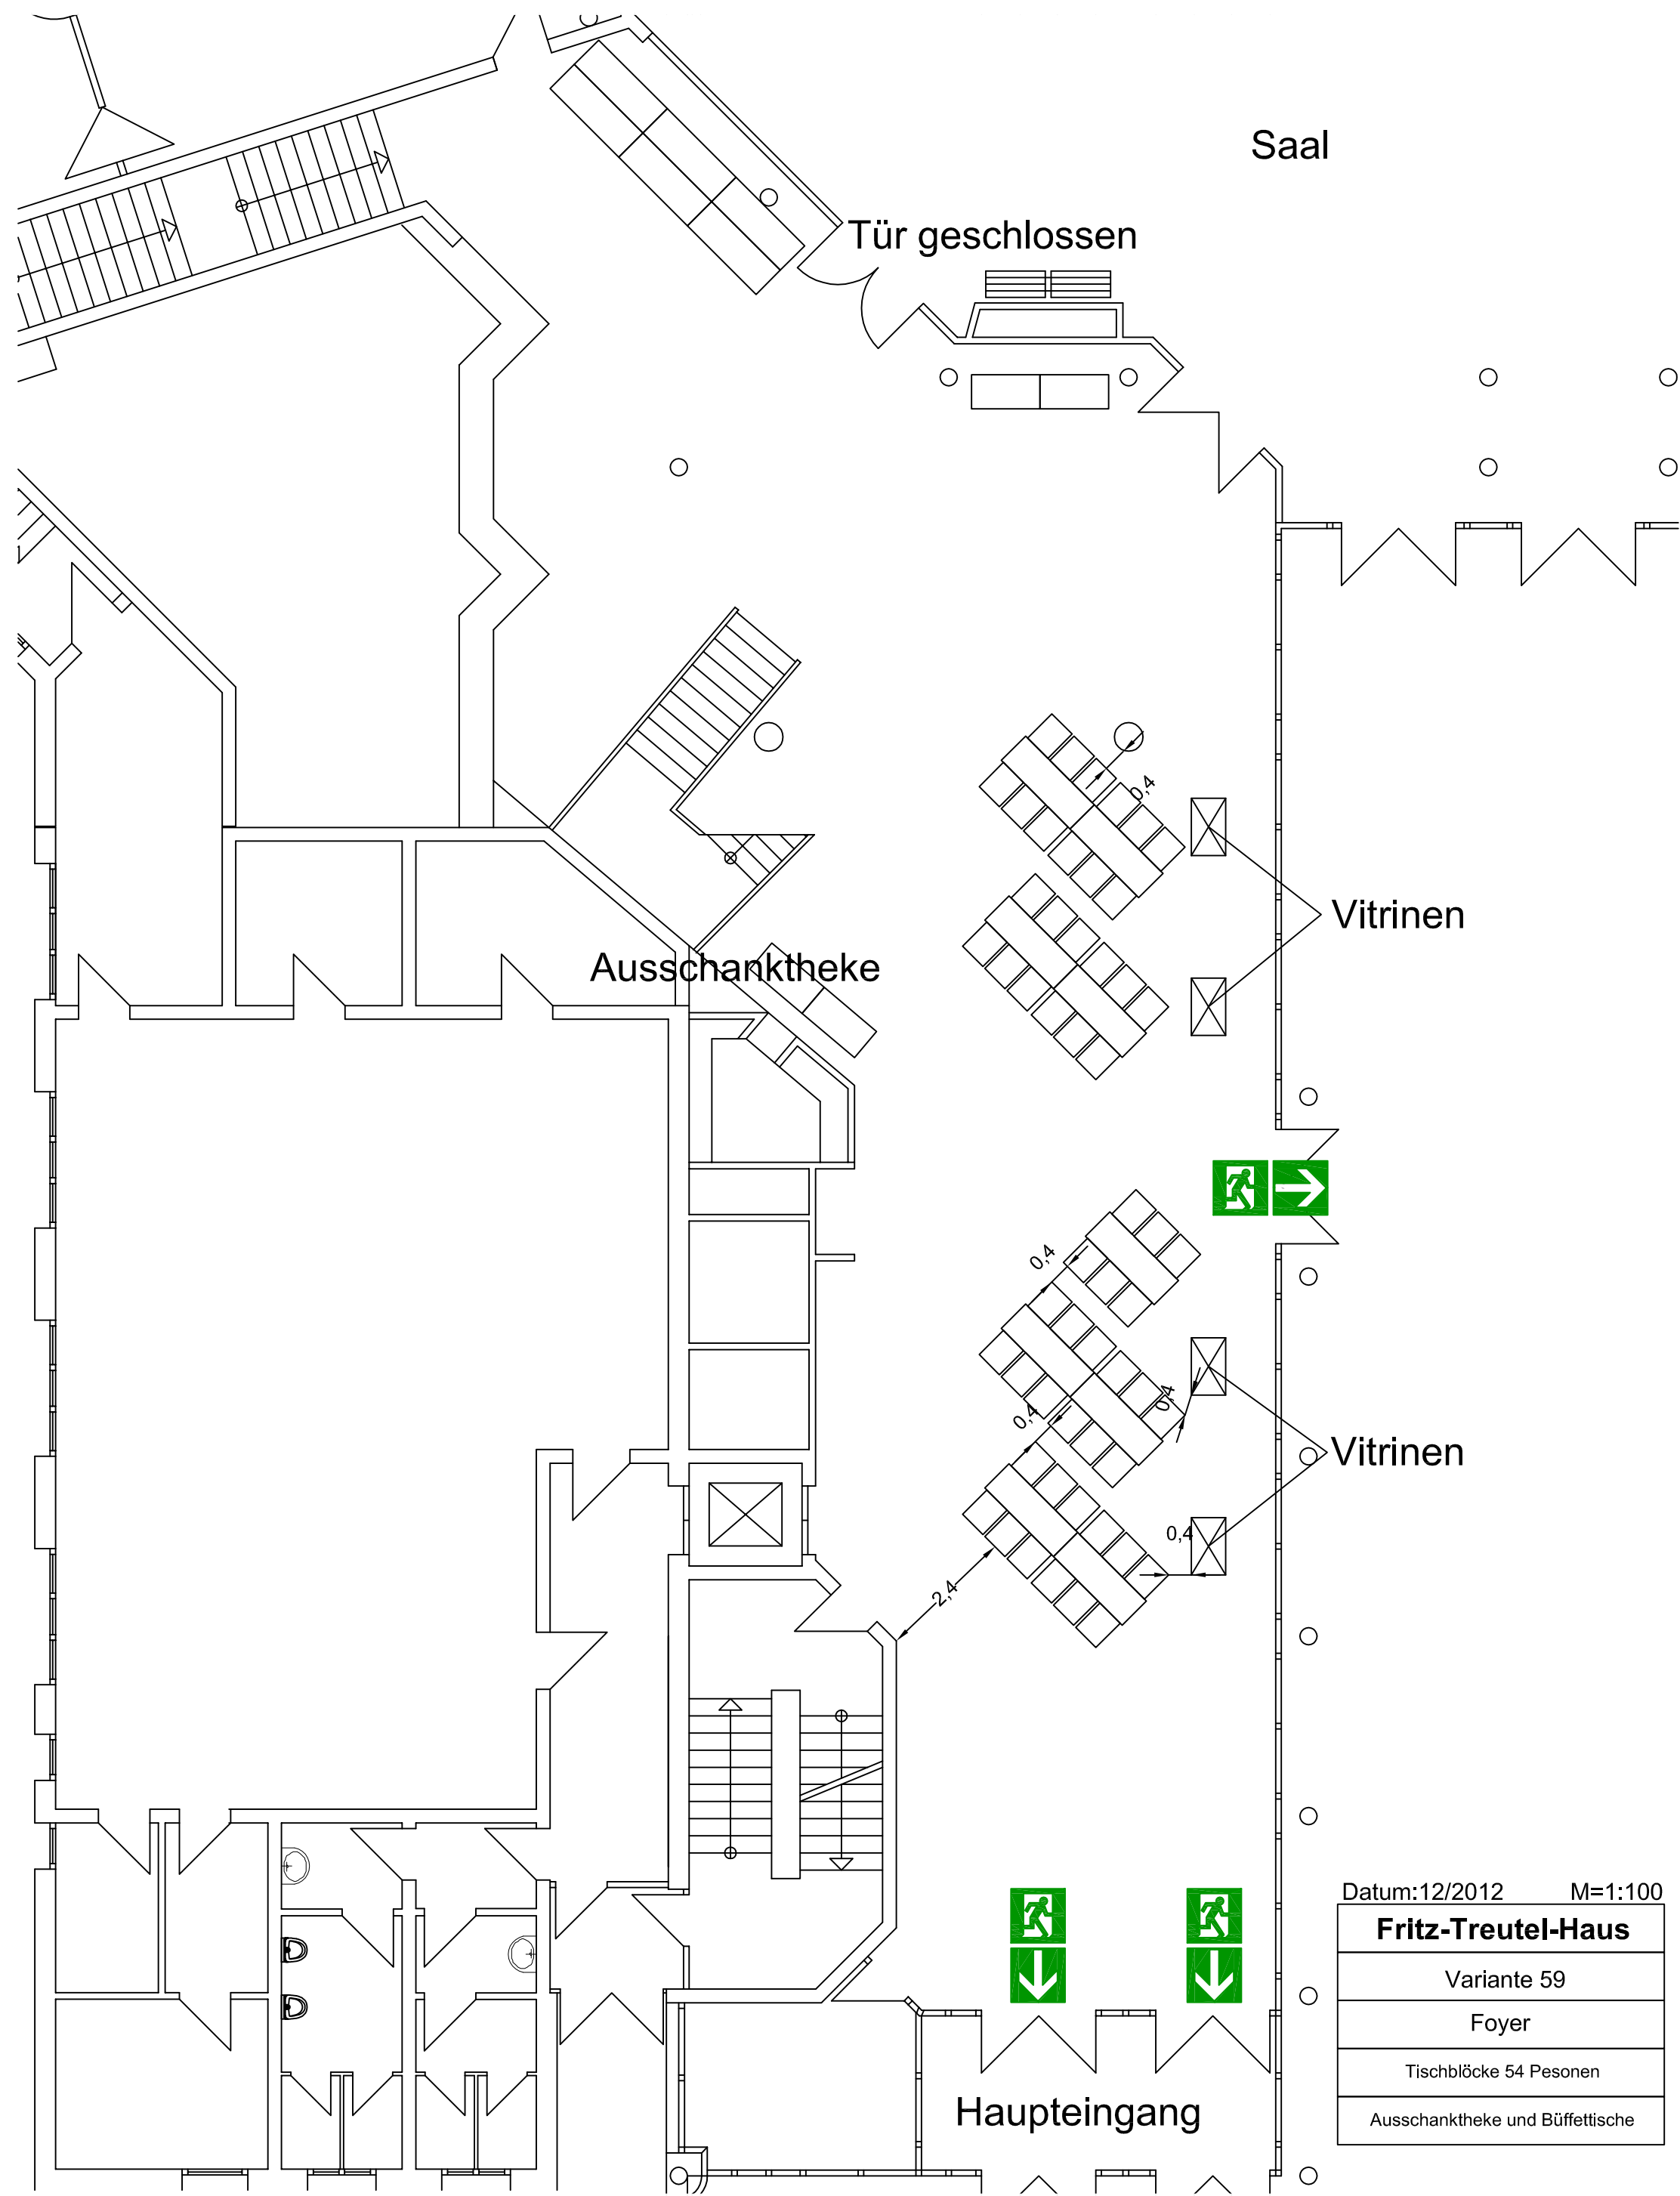 Saal
Tür geschlossen
0,4
Vitrinen
Ausschanktheke
0,4
0,4
0,4
Vitrinen
0,4
2,4
Datum:12/2012 M=1:100
Fritz-Treutel-Haus
Variante 59
Foyer
Tischblöcke 54 Pesonen
Ausschanktheke und Büffettische
Haupteingang